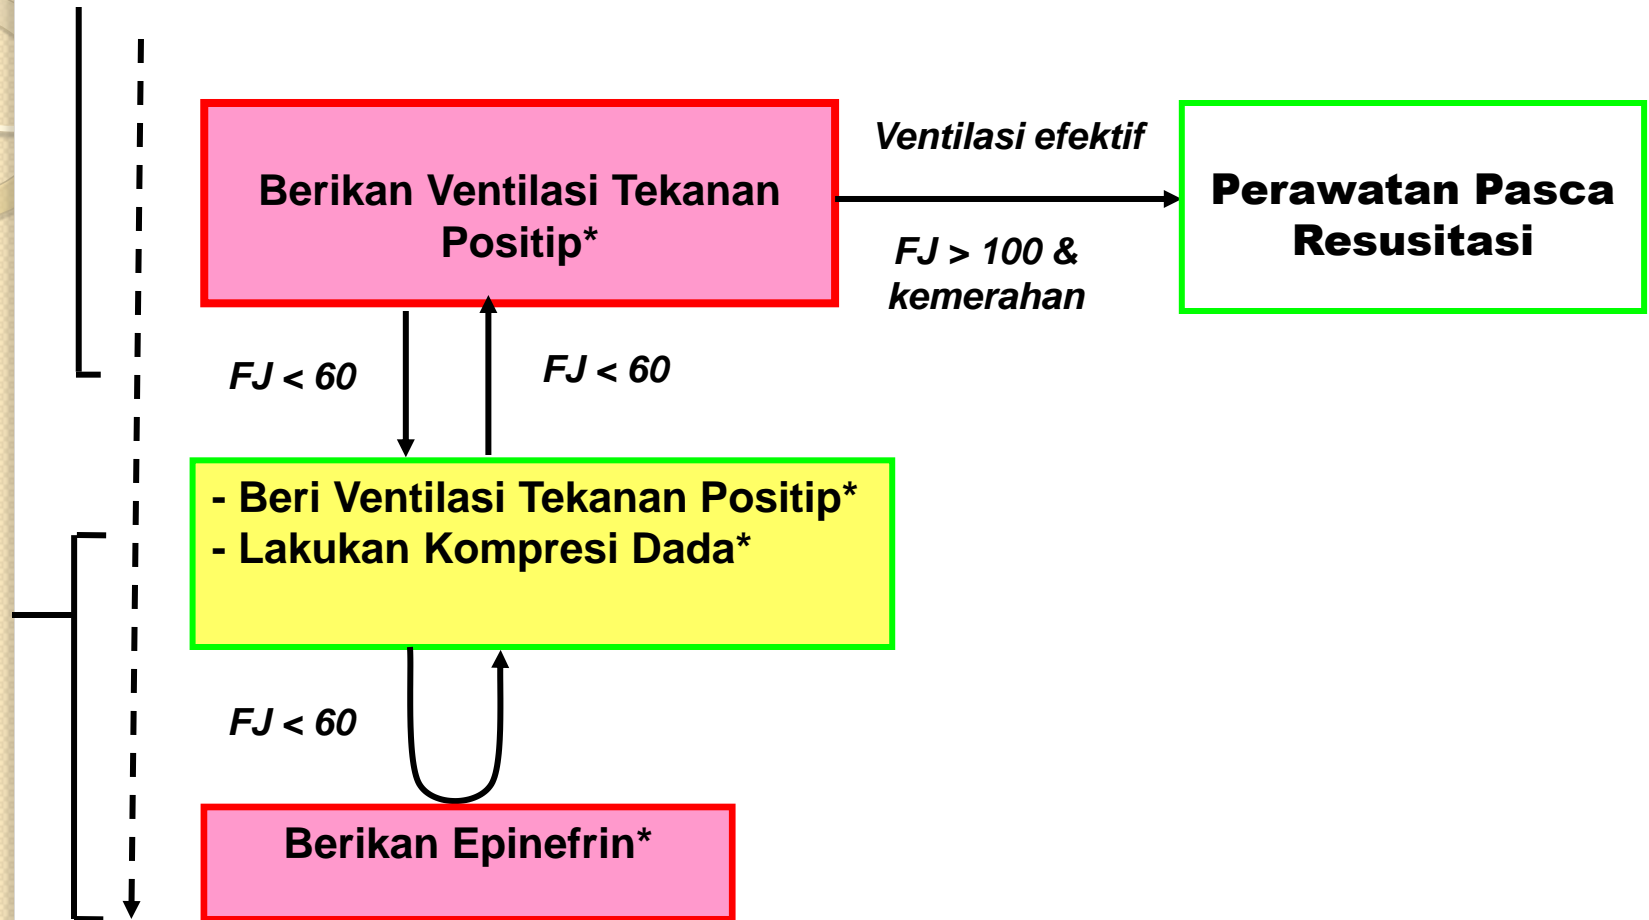 Berikan Ventilasi Tekanan
Positip*
Ventilasi efektif
FJ > 100 &
kemerahan
Perawatan Pasca
Resusitasi
FJ < 60
FJ < 60
- Beri Ventilasi Tekanan Positip*
- Lakukan Kompresi Dada*
FJ < 60
Berikan Epinefrin*